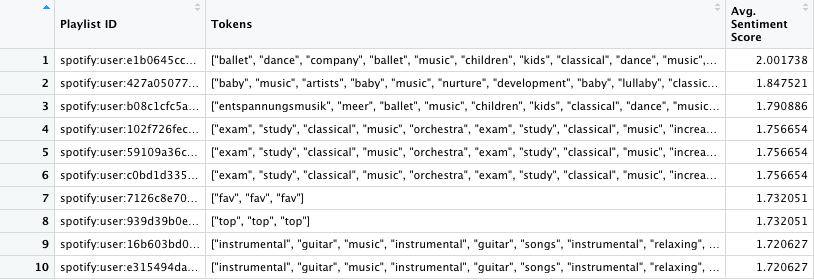 Playlist ID Tokens Avg. Sentiment Score
1 spotify:user:e1b0645cc... ["ballet", "dance", "company", "ballet", "music", "children", "kids", "classical", "dance", "music",... 2.001738
2 spotify:user:427a05077... ["baby", "music", "artists", "baby", "music", "nurture", "development", "baby", "lullaby", "classic... 1.847521
3 spotify:user:b08c1cfc5a... ["entspannungsmusik", "meer", "ballet", "music", "children", "kids", "classical", "dance", "music... 1.790886
4 spotify:user:102f726fec... ["exam", "study", "classical", "music", "orchestra", "exam", "study", "classical", "music", "increa... 1.756654
5 spotify:user:59109a36c... ["exam", "study", "classical", "music", "orchestra", "exam", "study", "classical", "music", "increa... 1.756654
6 spotify:user:c0bd1d335... ["exam", "study", "classical", "music", "orchestra", "exam", "study", "classical", "music", "increa... 1.756654
7 spotify:user:7126c8e70... ["fav", "fav", "fav"] 1.732051
8 spotify:user:939d39b0e... ["top", "top", "top"] 1.732051
9 spotify:user:16b603bd0... ["instrumental", "guitar", "music", "instrumental", "guitar", "songs", "instrumental", "relaxing", ... 1.720627
10 spotify:user:e315494da... ["instrumental", "guitar", "music", "instrumental", "guitar", "songs", "instrumental", "relaxing", ... 1.720627